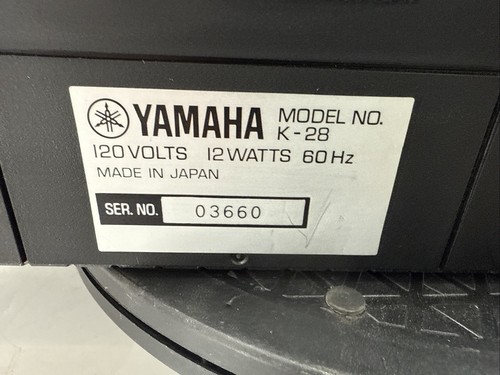 YAMAHA MODEL NO.
K-28
120 VOLTS 12 WATTS 60 Hz
MADE IN JAPAN
SER. NO. 03660